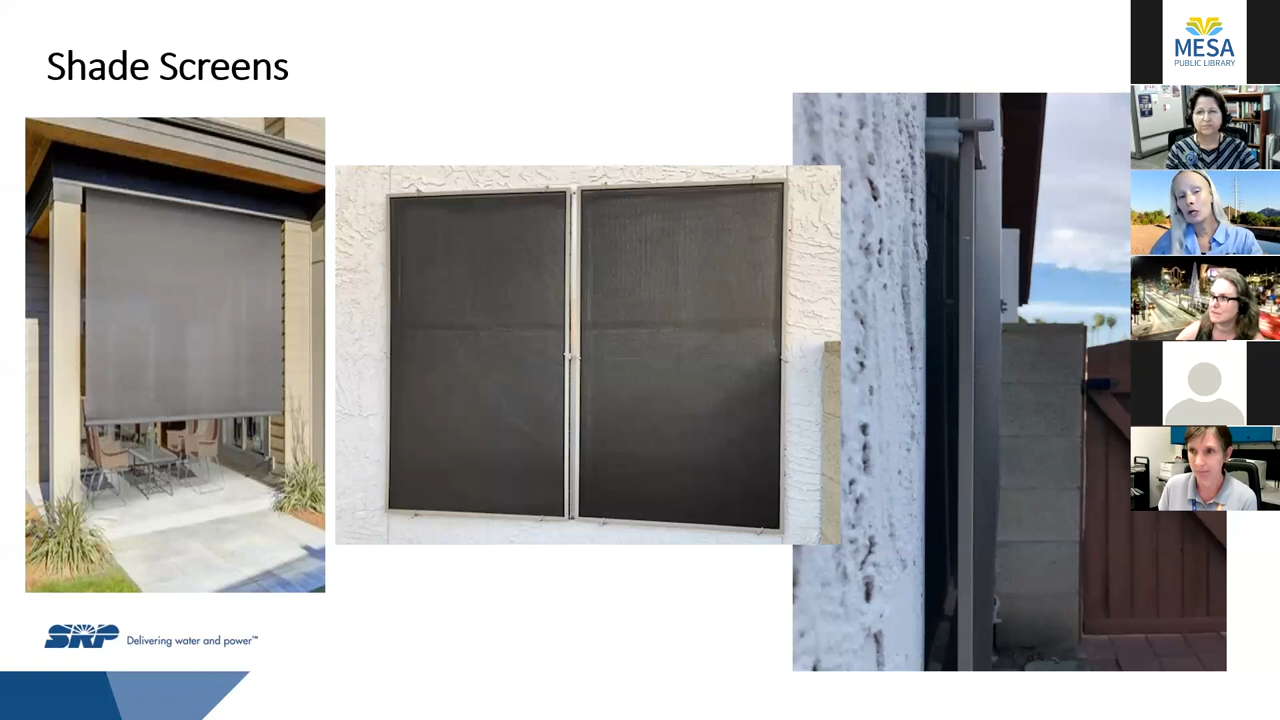 Shade Screens
MESA
PUBLIC LIBRARY
SRP Delivering water and power™